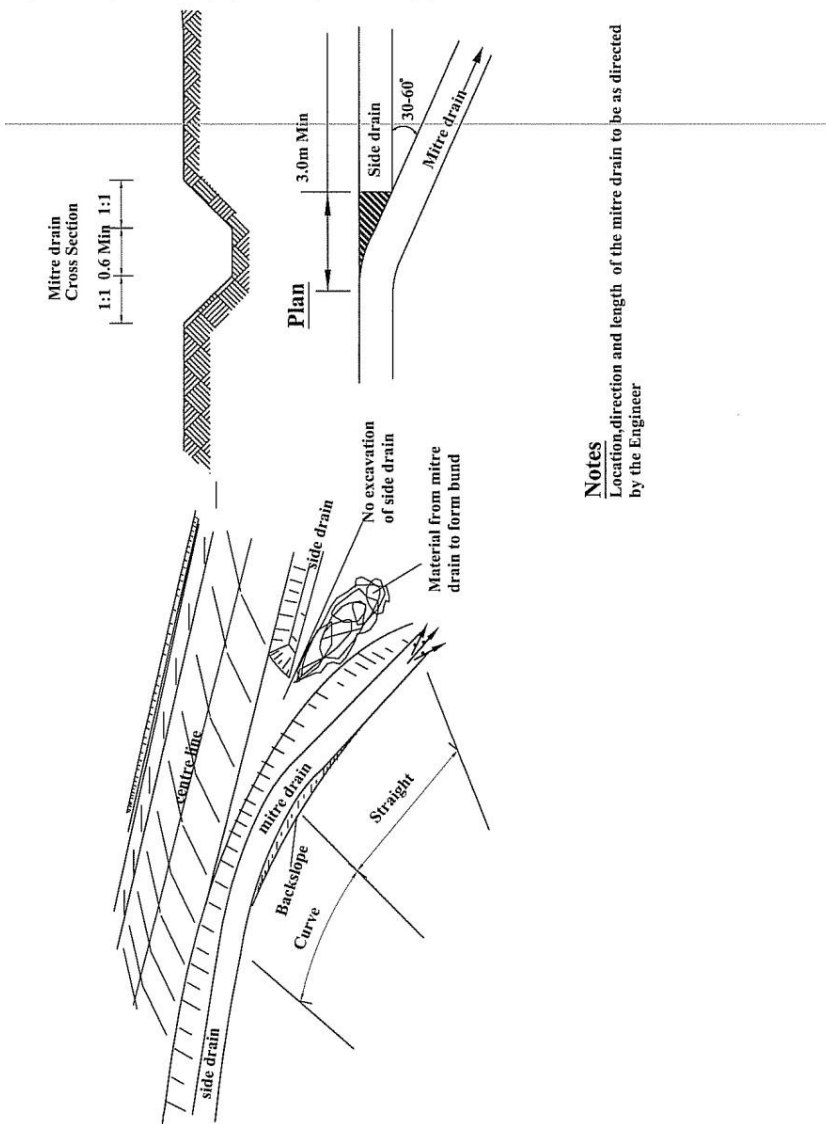 Mitre drain
Cross Section
1:1 0.6 Min 1:1
Plan
3.0m Min
Side drain
30-60°
Mitre drain
centre line
side drain
No excavation
of side drain
Material from mitre
drain to form bund
side drain
mitre drain
Backslope
Curve
Straight
Notes
Location,direction and length of the mitre drain to be as directed
by the Engineer